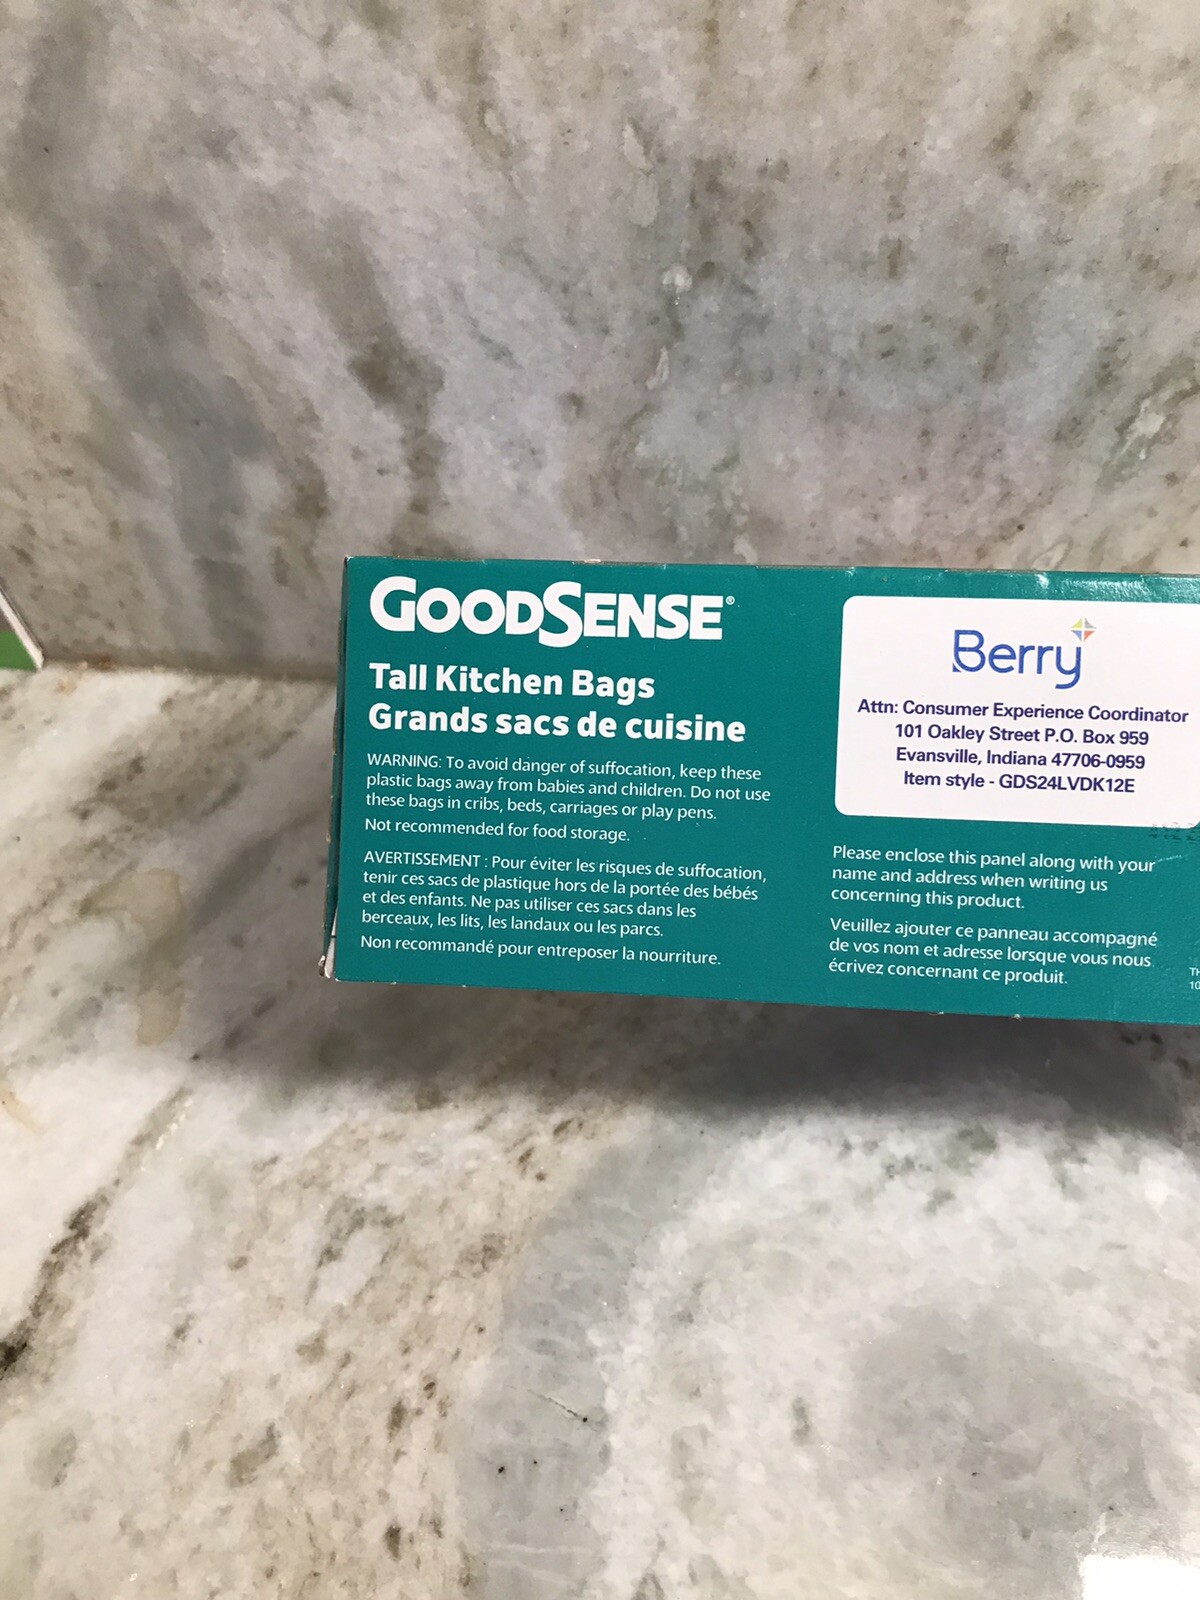 GOODSENSE®
Tall Kitchen Bags
Grands sacs de cuisine
WARNING: To avoid danger of suffocation, keep these
plastic bags away from babies and children. Do not use
these bags in cribs, beds, carriages or play pens.
Not recommended for food storage.
AVERTISSEMENT : Pour éviter les risques de suffocation,
tenir ces sacs de plastique hors de la portée des bébés
et des enfants. Ne pas utiliser ces sacs dans les
berceaux, les lits, les landaux ou les parcs.
Non recommandé pour entreposer la nourriture.
Berry
Attn: Consumer Experience Coordinator
101 Oakley Street P.O. Box 959
Evansville, Indiana 47706-0959
Item style - GDS24LVDK12E
Please enclose this panel along with your
name and address when writing us
concerning this product.
Veuillez ajouter ce panneau accompagné
de vos nom et adresse lorsque vous nous
écrivez concernant ce produit.